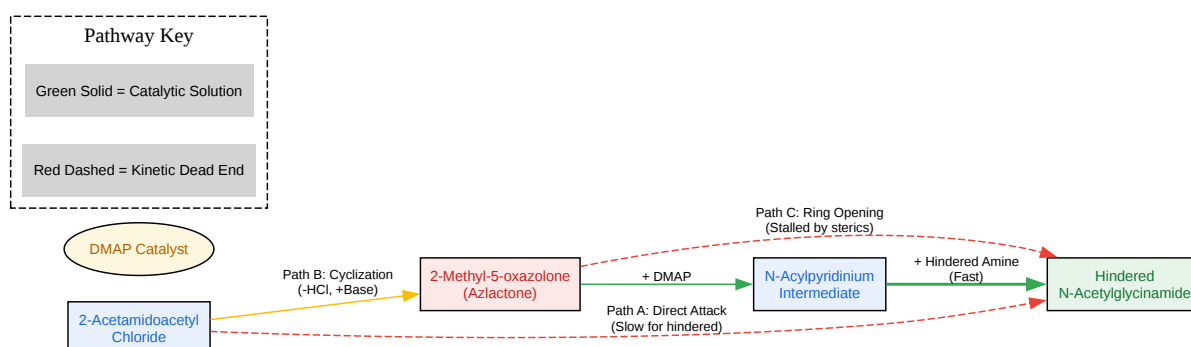 Pathway Key
Green Solid = Catalytic Solution
Red Dashed = Kinetic Dead End
DMAP Catalyst
2-Acetamidoacetyl
Chloride
Path B: Cyclization
(-HCl, +Base)
2-Methyl-5-oxazolone
(Azlactone)
Path C: Ring Opening
(Stalled by sterics)
+ DMAP
Path A: Direct Attack
(Slow for hindered)
N-Acylpyridinium
Intermediate
+ Hindered Amine
(Fast)
Hindered
N-Acetylglycinamide